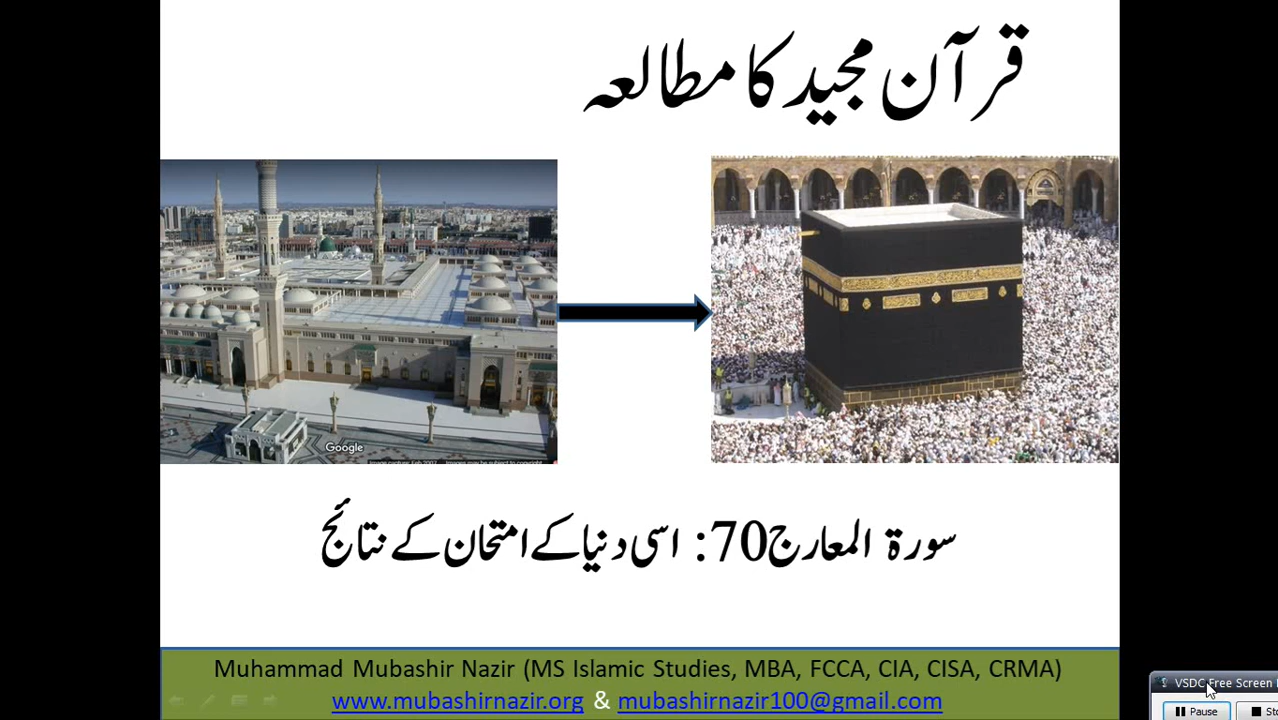 قرآن مجید کا مطالعہ
Google
سورۃ المعارج 70: اسی دنیا کے امتحان کے نتائج
Muhammad Mubashir Nazir (MS Islamic Studies, MBA, FCCA, CIA, CISA, CRMA)
www.mubashirnazir.org & mubashirnazir100@gmail.com
VSDC Free Screen
Pause